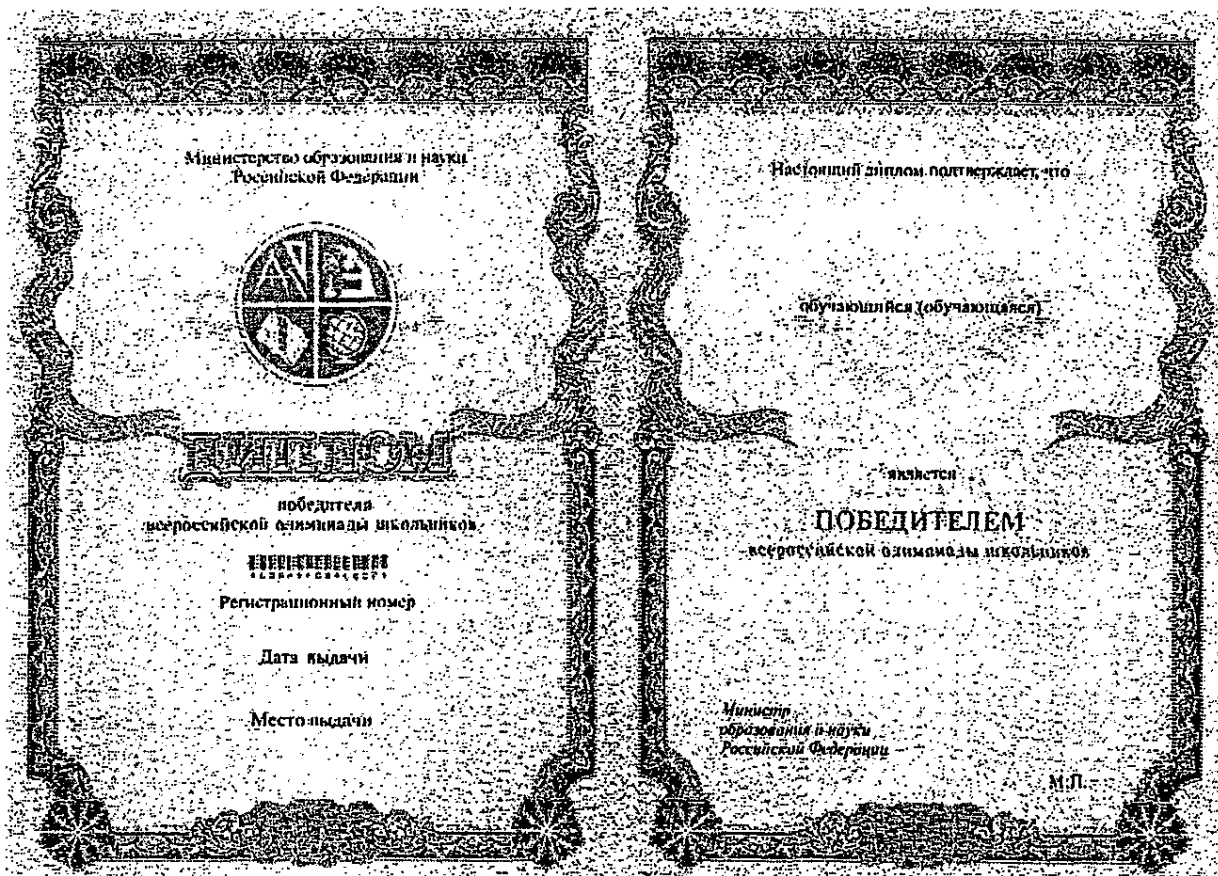 Министерство образования и науки
Российской Федерации
ДИПЛОМ
победителя
всероссийской олимпиады школьников
Регистрационный номер
Дата выдачи
Место выдачи
Настоящий диплом подтверждает, что
обучающийся (обучающаяся)
является
ПОБЕДИТЕЛЕМ
всероссийской олимпиады школьников
Министр
образования и науки
Российской Федерации
М.П.